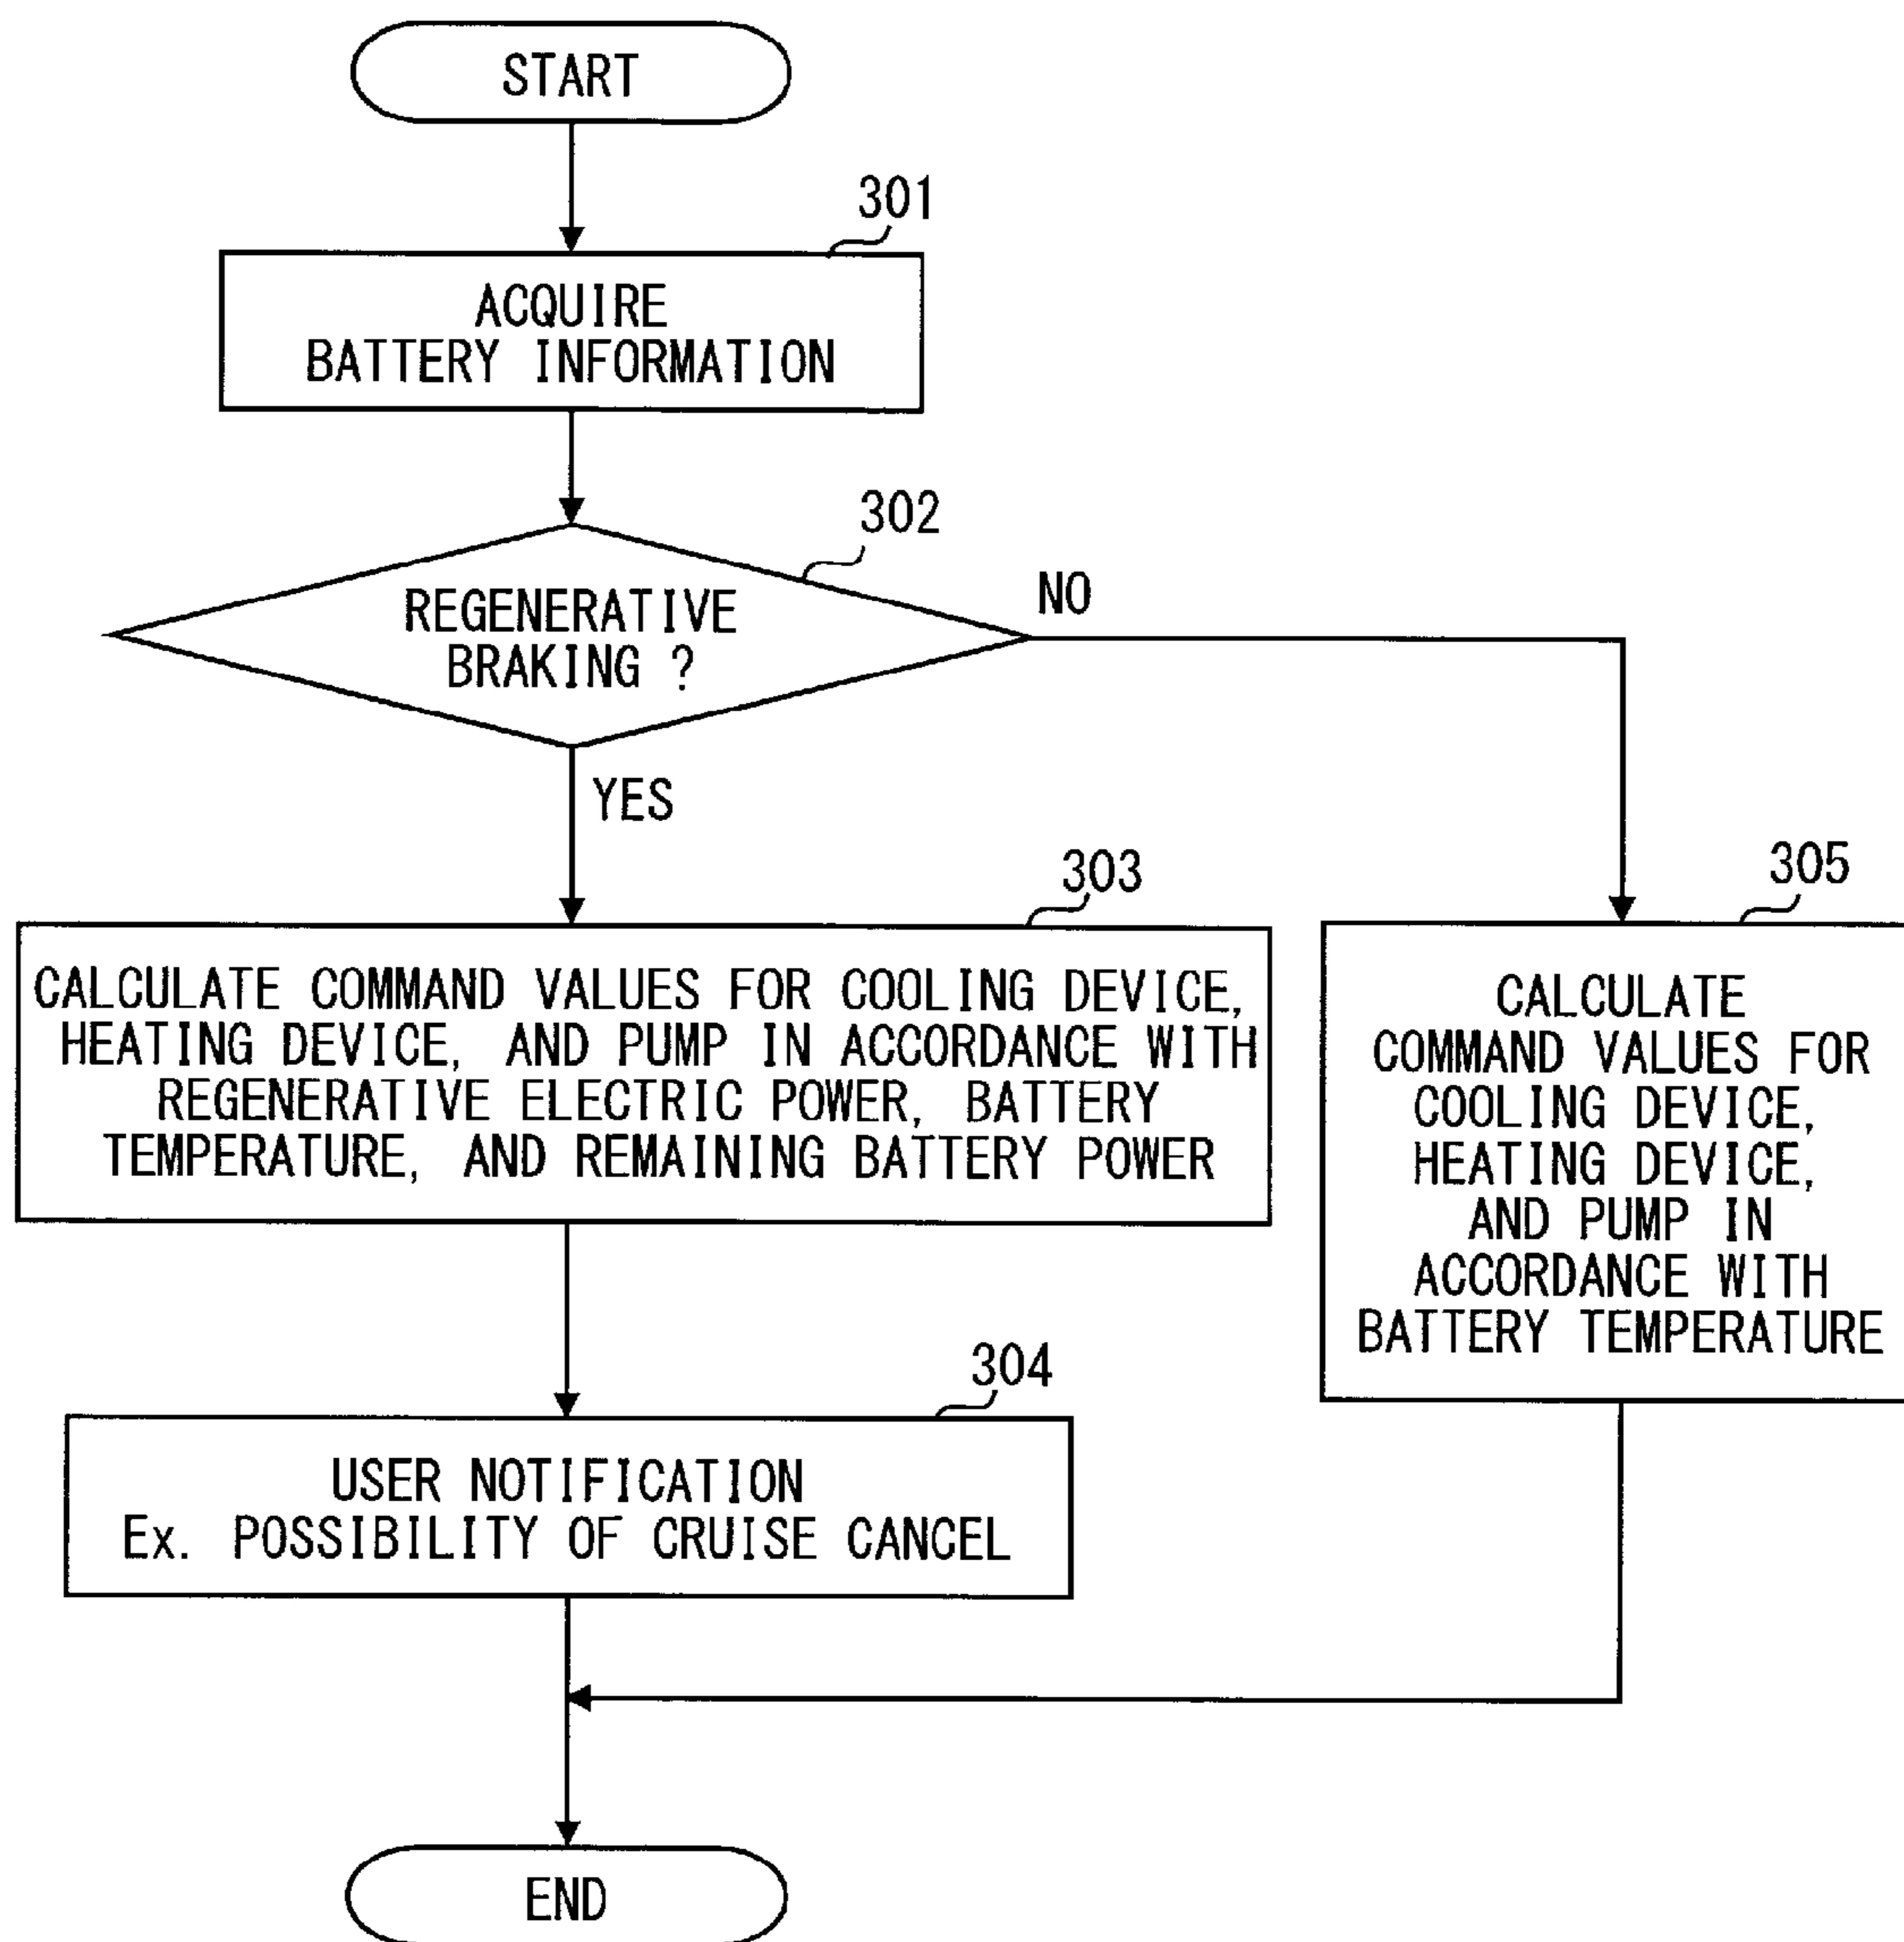 START
301
ACQUIRE
BATTERY INFORMATION
302
REGENERATIVE
BRAKING ?
NO
YES
303
CALCULATE COMMAND VALUES FOR COOLING DEVICE,
HEATING DEVICE, AND PUMP IN ACCORDANCE WITH
REGENERATIVE ELECTRIC POWER, BATTERY
TEMPERATURE, AND REMAINING BATTERY POWER
305
CALCULATE
COMMAND VALUES FOR
COOLING DEVICE,
HEATING DEVICE,
AND PUMP IN
ACCORDANCE WITH
BATTERY TEMPERATURE
304
USER NOTIFICATION
Ex. POSSIBILITY OF CRUISE CANCEL
END